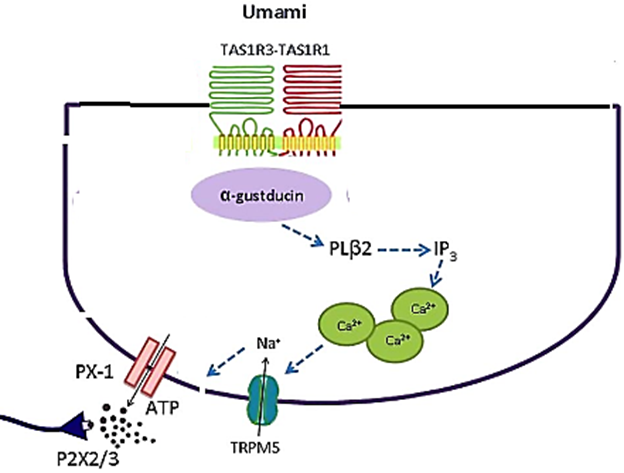 Umami
TAS1R3-TAS1R1
α-gustducin
PLβ2
IP3
Ca²⁺
Ca²⁺
Ca²⁺
Na⁺
PX-1
ATP
TRPM5
P2X2/3